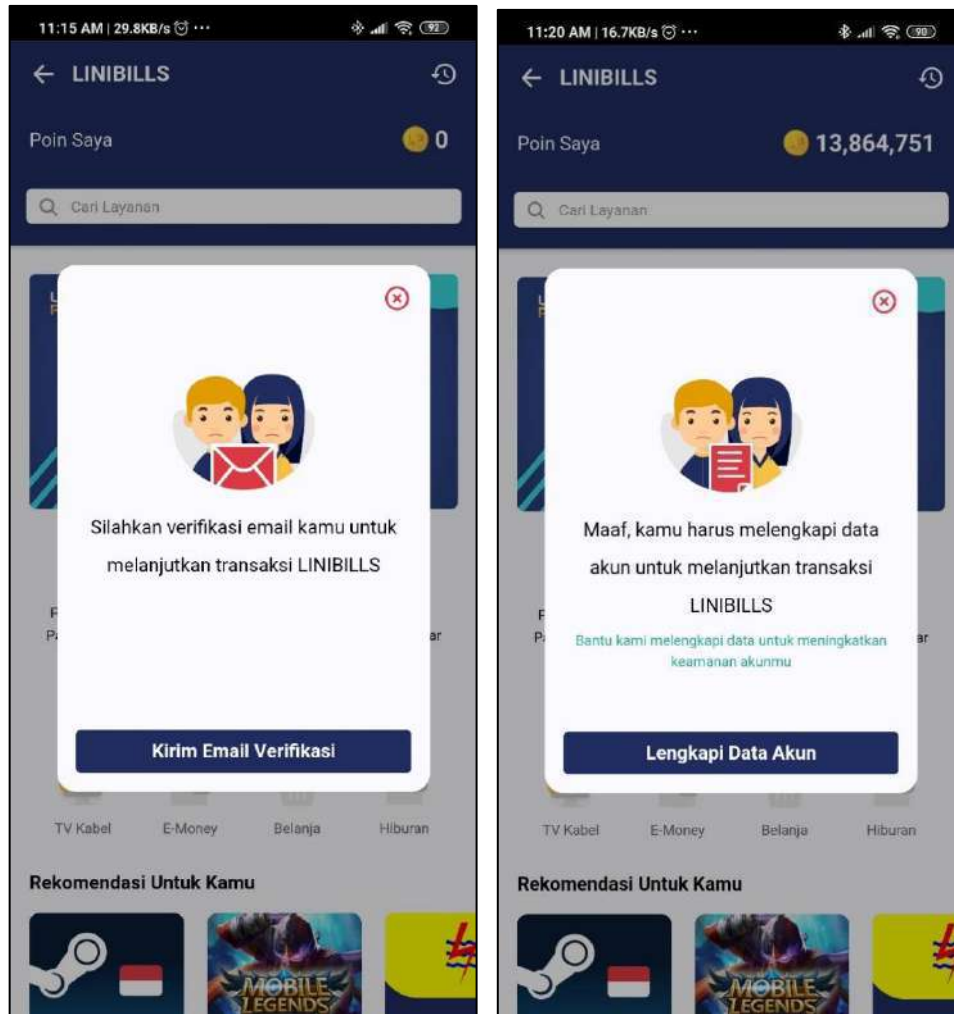 11:15 AM | 29.8KB/s ···
92
LINIBILLS
Poin Saya
0
Cari Layanan
Silahkan verifikasi email kamu untuk
melanjutkan transaksi LINIBILLS
Kirim Email Verifikasi
TV Kabel
E-Money
Belanja
Hiburan
Rekomendasi Untuk Kamu
MOBILE
LEGENDS
11:20 AM | 16.7KB/s ···
90
LINIBILLS
Poin Saya
13,864,751
Cari Layanan
Maaf, kamu harus melengkapi data
akun untuk melanjutkan transaksi
LINIBILLS
Bantu kami melengkapi data untuk meningkatkan
keamanan akunmu
Lengkapi Data Akun
TV Kabel
E-Money
Belanja
Hiburan
Rekomendasi Untuk Kamu
MOBILE
LEGENDS